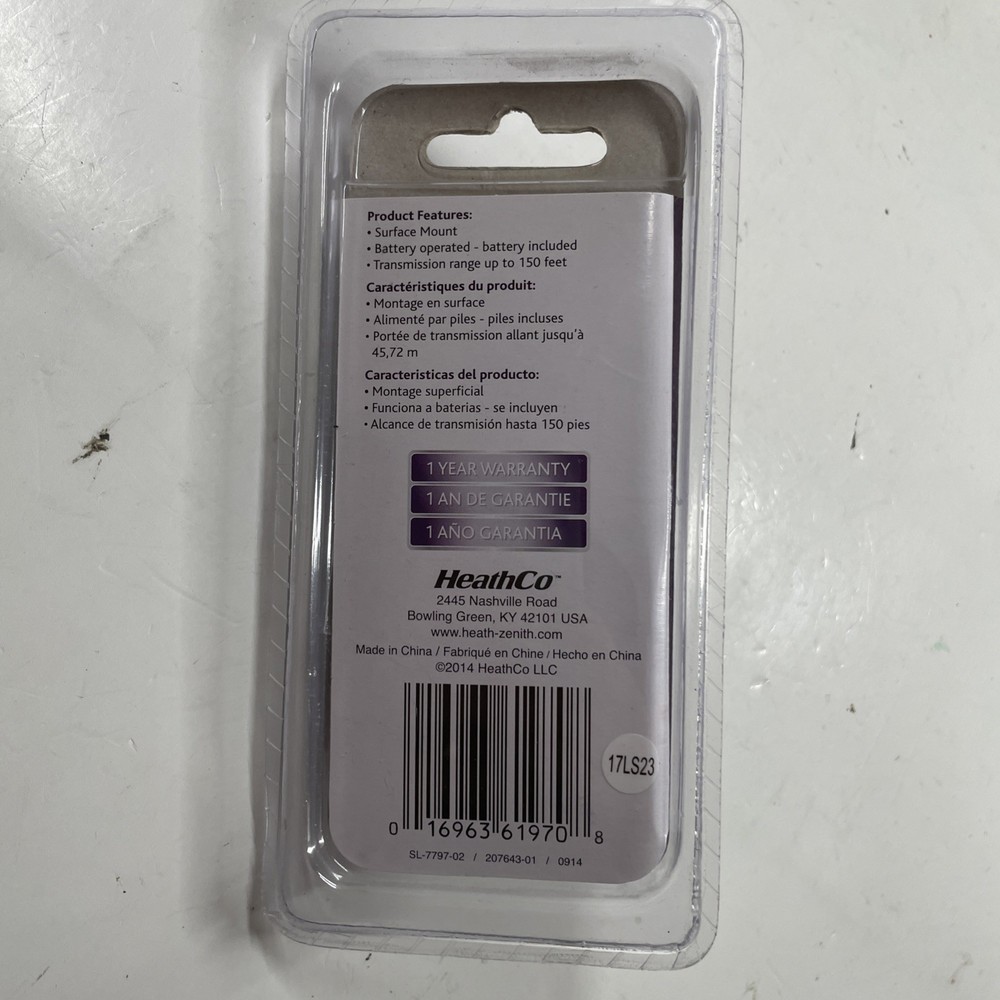 Product Features:
• Surface Mount
• Battery operated - battery included
• Transmission range up to 150 feet
Caractéristiques du produit:
• Montage en surface
• Alimenté par piles - piles incluses
• Portée de transmission allant jusqu'à
45,72 m
Caracteristicas del producto:
• Montage superficial
• Funciona a baterias - se incluyen
• Alcance de transmisión hasta 150 pies
1 YEAR WARRANTY
1 AN DE GARANTIE
1 AÑO GARANTIA
HeathCo™
2445 Nashville Road
Bowling Green, KY 42101 USA
www.heath-zenith.com
Made in China / Fabriqué en Chine / Hecho en China
©2014 HeathCo LLC
17LS23
0 16963 61970 8
SL-7797-02 / 207643-01 / 0914